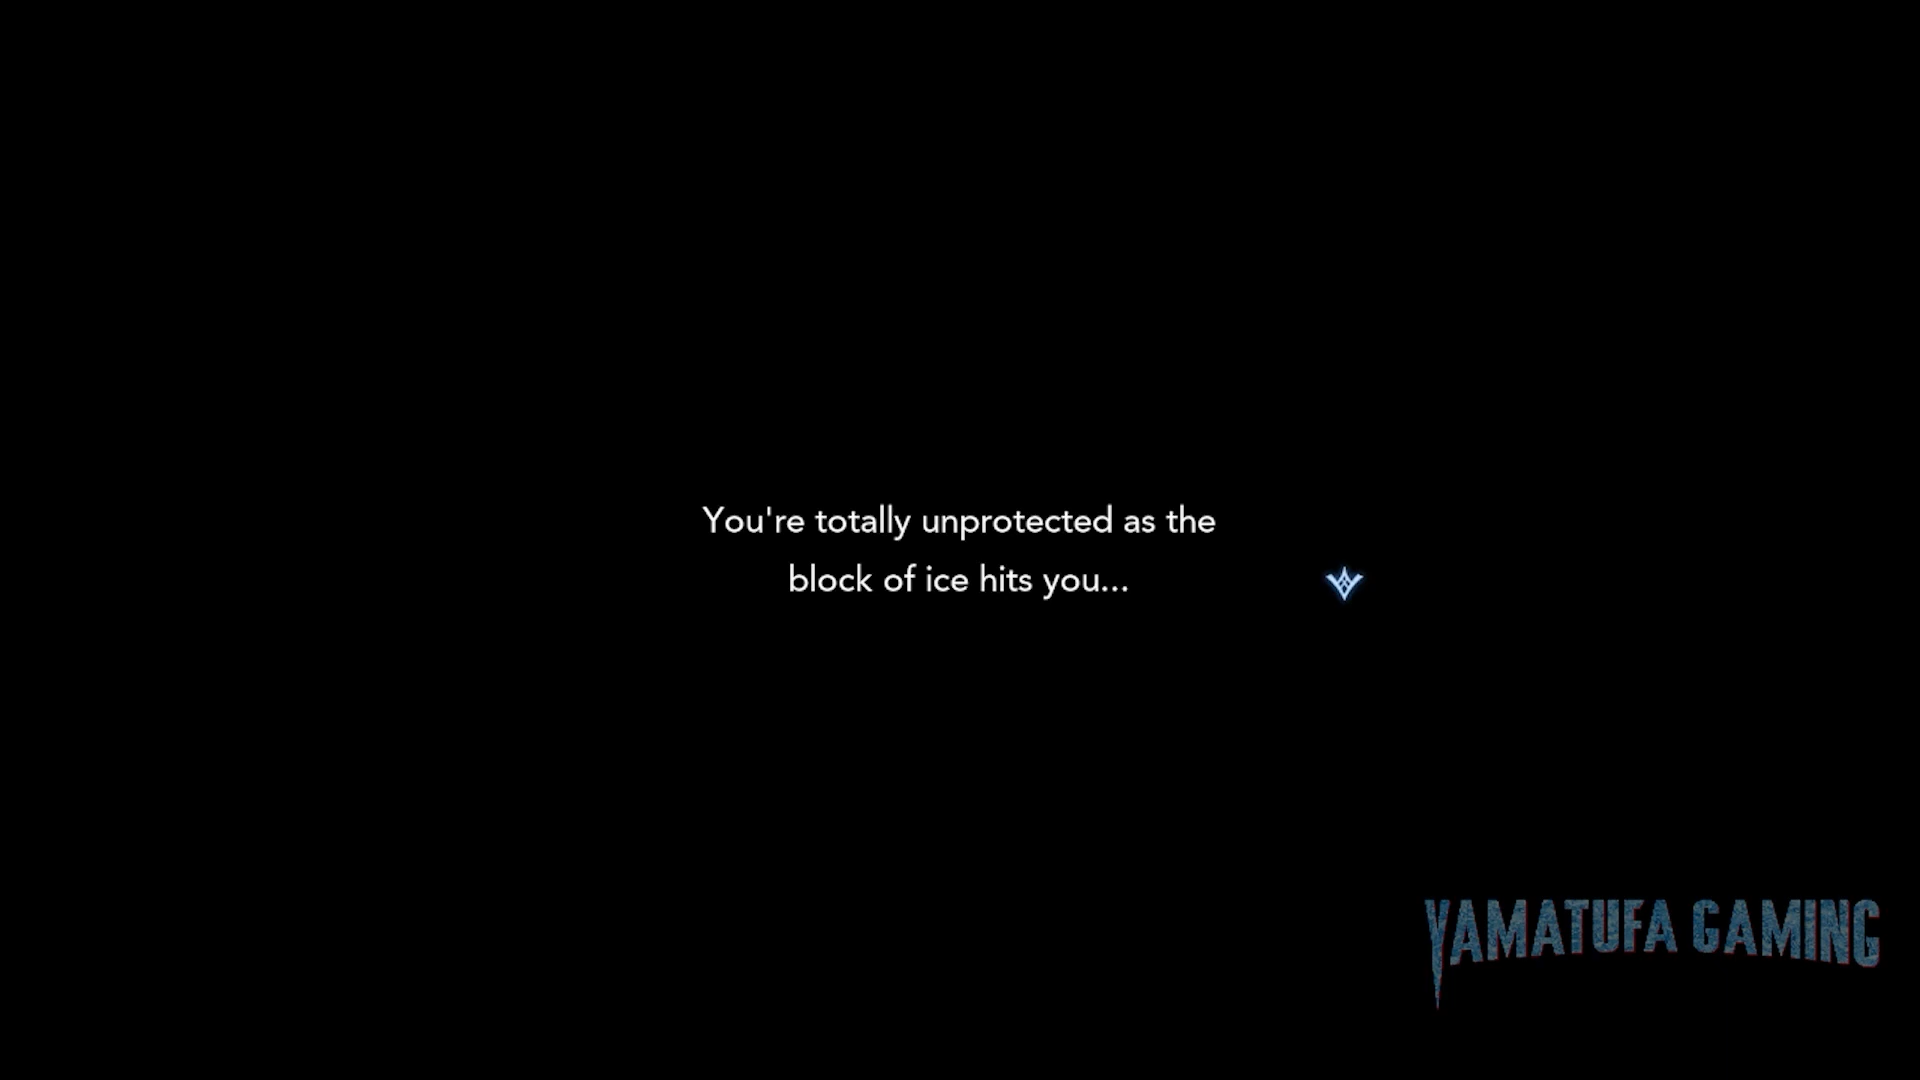 You're totally unprotected as the
block of ice hits you...
YAMATUFA GAMING